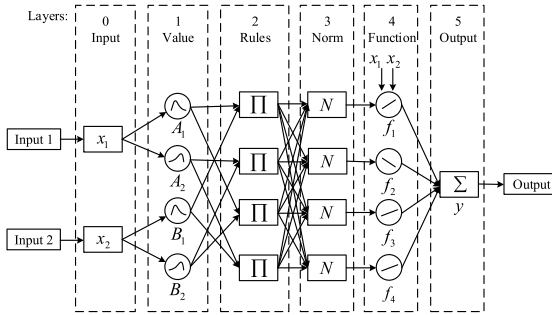 Layers: 0 1 2 3 4 5
Input Value Rules Norm Function Output
x1 x2
A1 ∏ N f1
Input 1 x1
A2 ∏ N f2
∑ Output
y
Input 2 x2
B1 ∏ N f3
B2 ∏ N f4